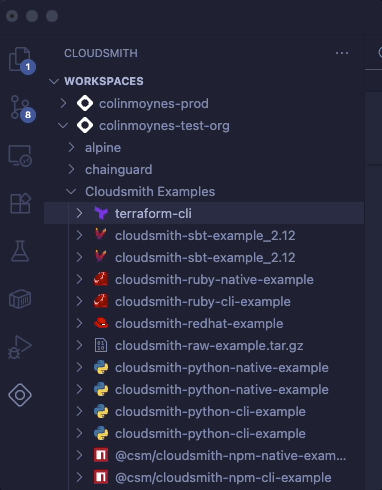 CLOUDSMITH ...
1
WORKSPACES
colinmoynes-prod
8
colinmoynes-test-org
alpine
chainguard
Cloudsmith Examples
terraform-cli
cloudsmith-sbt-example_2.12
cloudsmith-sbt-example_2.12
cloudsmith-ruby-native-example
cloudsmith-ruby-cli-example
cloudsmith-redhat-example
cloudsmith-raw-example.tar.gz
cloudsmith-python-native-example
cloudsmith-python-native-example
cloudsmith-python-cli-example
cloudsmith-python-cli-example
@csm/cloudsmith-npm-native-exam...
@csm/cloudsmith-npm-cli-example